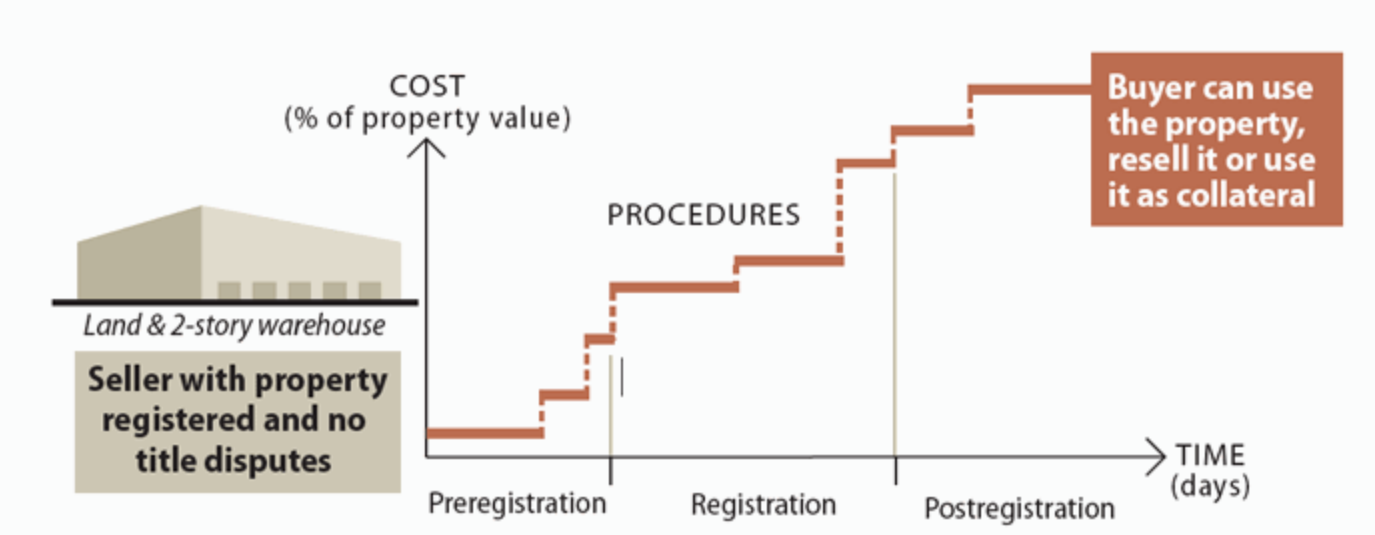 COST
(% of property value)
Buyer can use
the property,
resell it or use
it as collateral
PROCEDURES
Land & 2-story warehouse
Seller with property
registered and no
title disputes
TIME
(days)
Preregistration
Registration
Postregistration